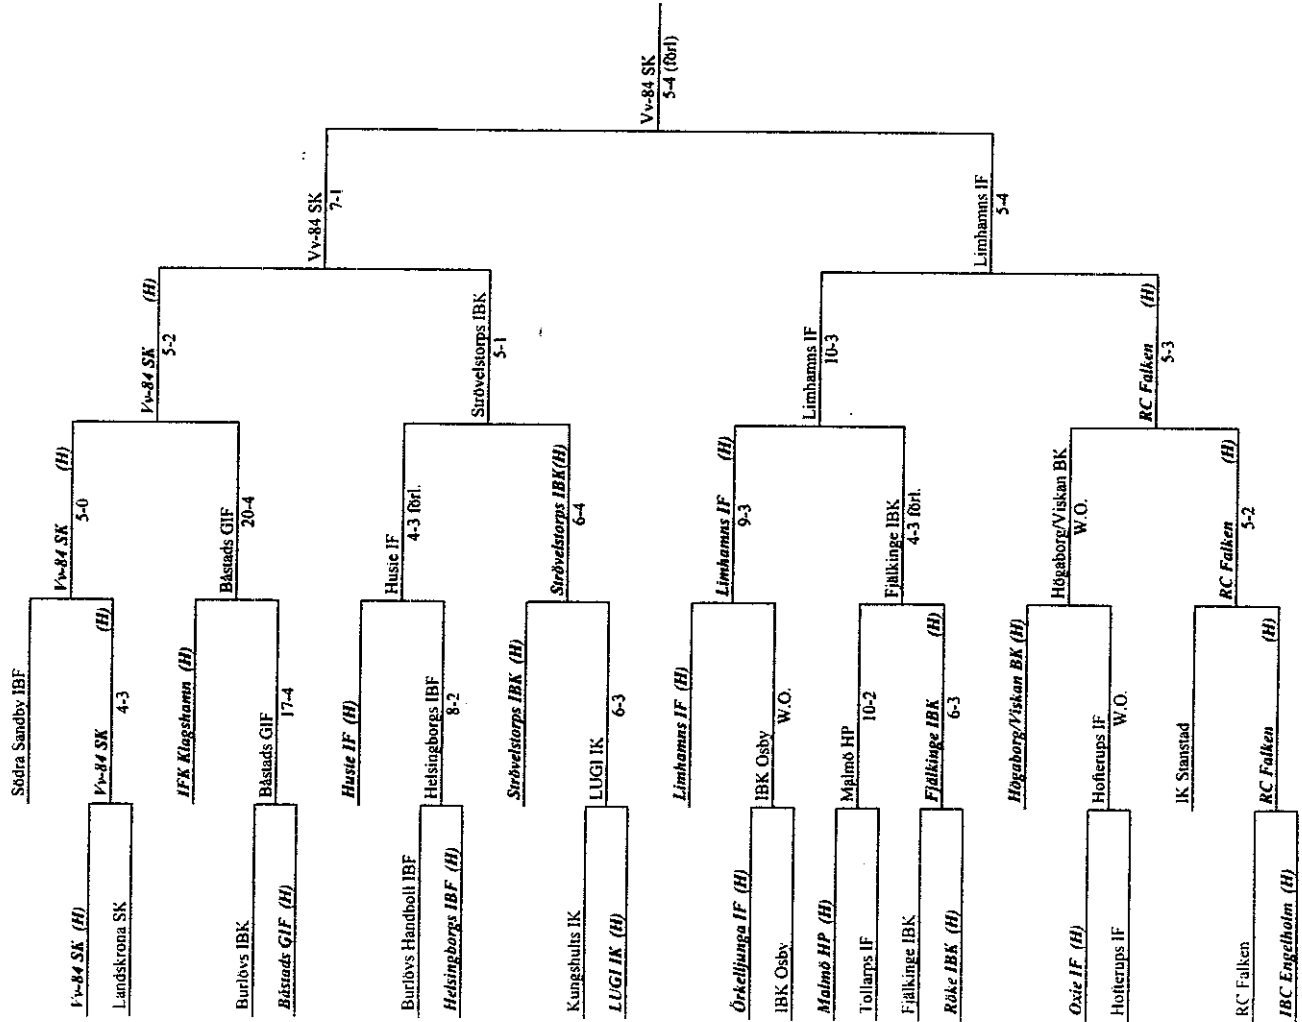 Vv-84 SK (H)
Landskrona SK
Burlövs IBK
Båstads GIF (H)
Burlövs Handboll IBF
Helsingborgs IBF (H)
Kungshults IK
LUGI IK (H)
Örkelljunga IF (H)
IBK Osby
Malmö HP (H)
Tollarps IF
Fjälkinge IBK
Röke IBK (H)
Oxie IF (H)
Hofterups IF
RC Falken
IBC Engelholm (H)
Södra Sandby IBF
Vv-84 SK (H)
4-3
IFK Klagshamn (H)
Båstads GIF
17-4
Husie IF (H)
Helsingborgs IBF
8-2
Strövelstorps IBK (H)
LUGI IK
6-3
Limhamns IF (H)
IBK Osby
W.O.
Malmö HP
10-2
Fjälkinge IBK (H)
6-3
Högaborg/Viskan BK (H)
Hofterups IF
W.O.
IK Stanstad
RC Falken (H)
Vv-84 SK (H)
5-0
Båstads GIF
20-4
Husie IF
4-3 förl.
Strövelstorps IBK(H)
6-4
Limhamns IF (H)
9-3
Fjälkinge IBK
4-3 förl.
Högaborg/Viskan BK
W.O.
RC Falken (H)
5-2
Vv-84 SK (H)
5-2
Strövelstorps IBK
5-1
Limhamns IF
10-3
RC Falken (H)
5-3
Vv-84 SK
7-1
Limhamns IF
5-4
Vv-84 SK
5-4 (förl)